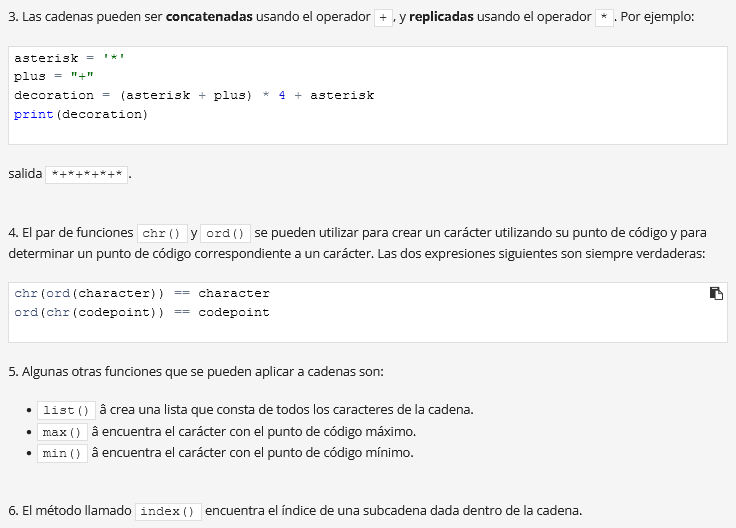 3. Las cadenas pueden ser concatenadas usando el operador + , y replicadas usando el operador * . Por ejemplo:
asterisk = '*'
plus = "+"
decoration = (asterisk + plus) * 4 + asterisk
print(decoration)
salida *+*+*+*+* .
4. El par de funciones chr() y ord() se pueden utilizar para crear un carácter utilizando su punto de código y para
determinar un punto de código correspondiente a un carácter. Las dos expresiones siguientes son siempre verdaderas:
chr(ord(character)) == character
ord(chr(codepoint)) == codepoint
5. Algunas otras funciones que se pueden aplicar a cadenas son:
• list() â crea una lista que consta de todos los caracteres de la cadena.
• max() â encuentra el carácter con el punto de código máximo.
• min() â encuentra el carácter con el punto de código mínimo.
6. El método llamado index() encuentra el índice de una subcadena dada dentro de la cadena.